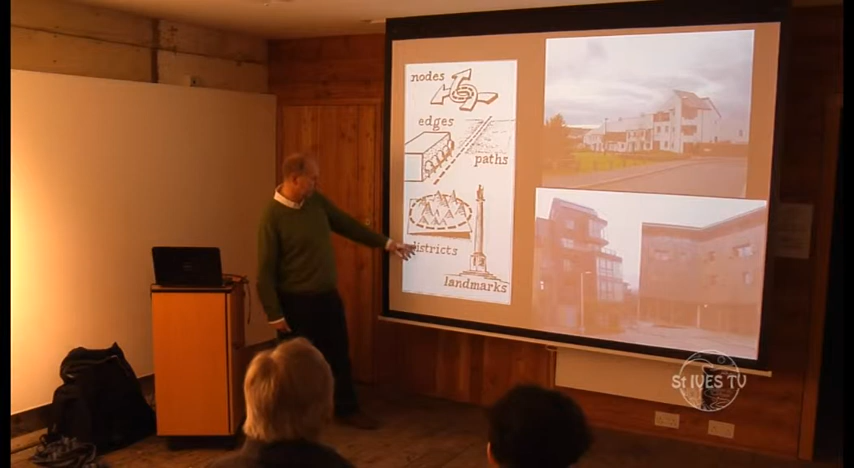 nodes
edges
paths
districts
landmarks
St IVES TV